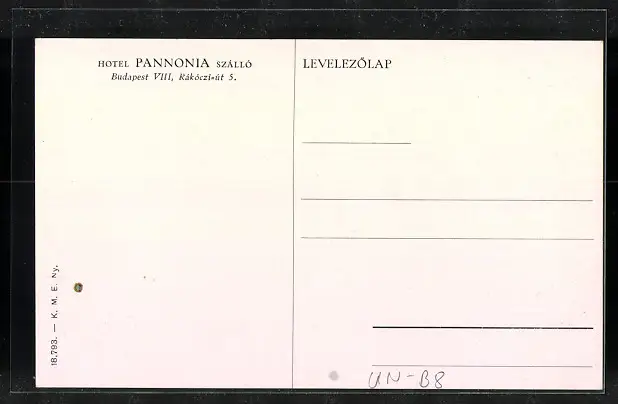 HOTEL PANNONIA SZÁLLÓ
Budapest VIII, Rákóczi-út 5.
LEVELEZŐLAP
18,793. — K. M. E. Ny.
UN-B8